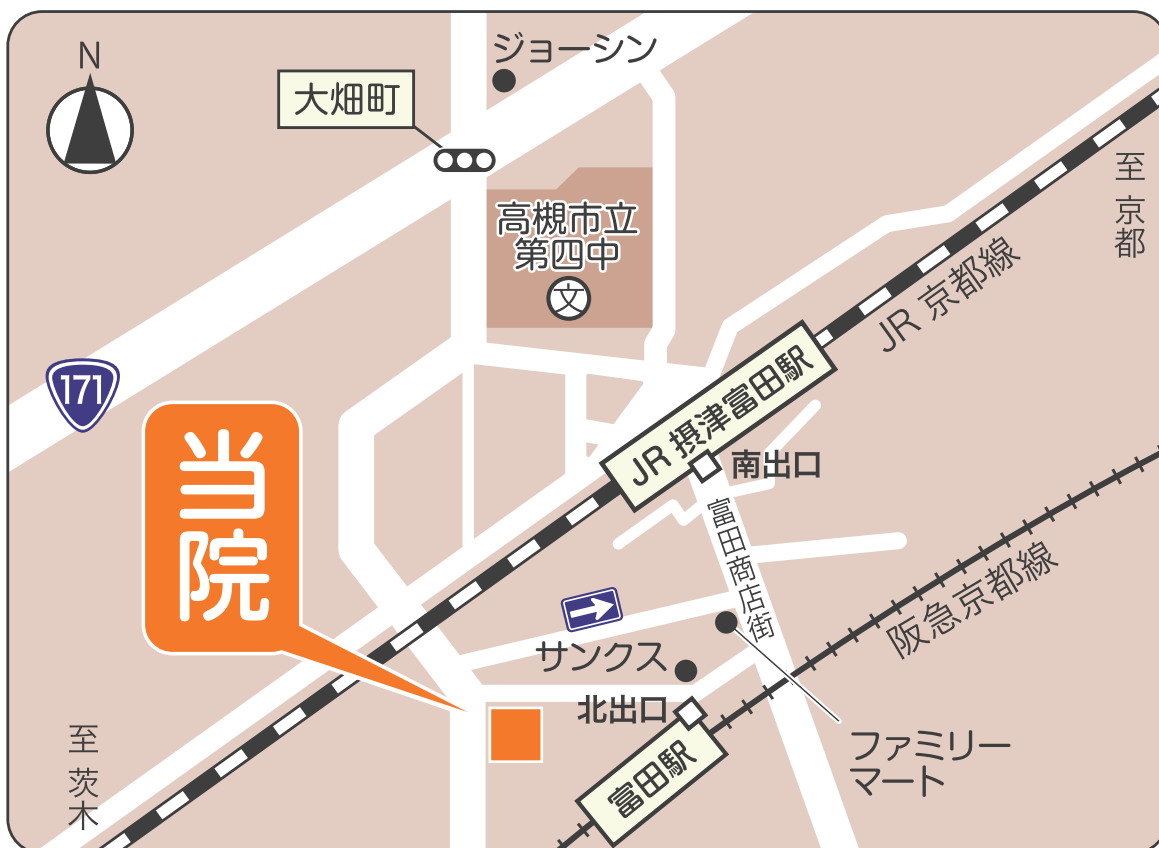 N
ジョーシン
大畑町
至京都
高槻市立
第四中
文
JR 京都線
171
JR 摂津富田駅
当院
南出口
富田商店街
阪急京都線
サンクス
北出口
至茨木
富田駅
ファミリー
マート